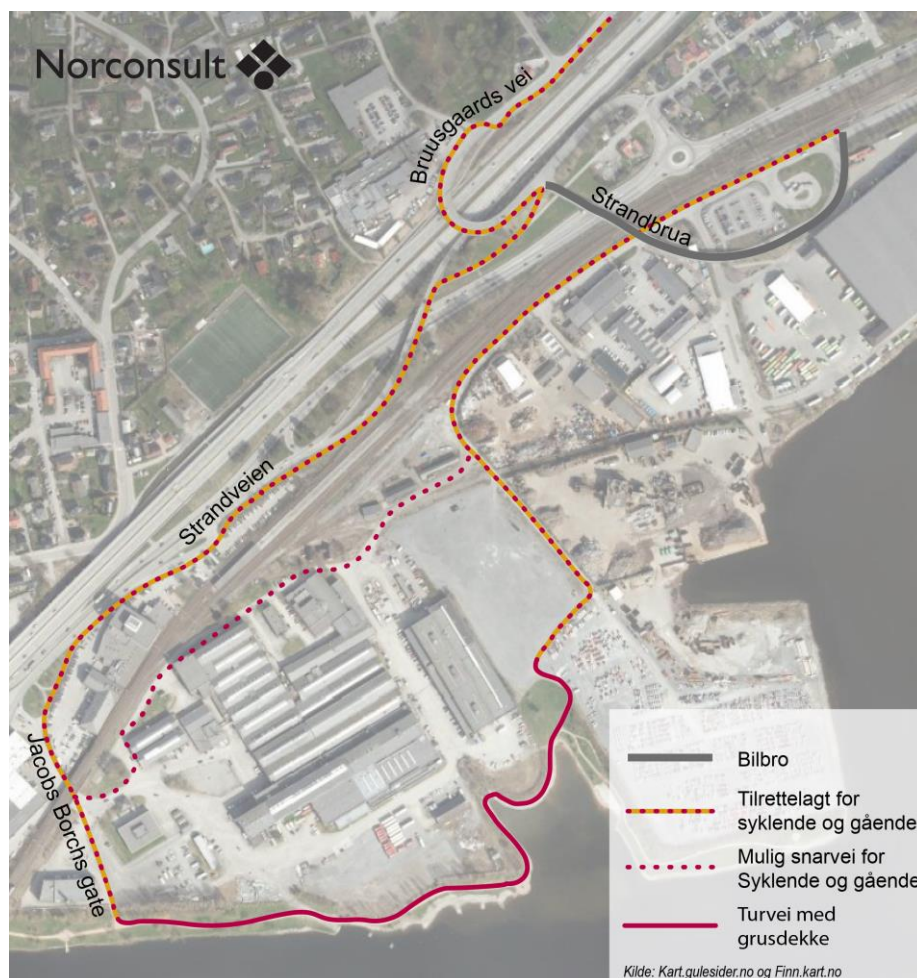 Norconsult
Bruusgaards vei
Strandbrua
Strandveien
Jacobs Borchs gate
Bilbro
Tilrettelagt for
syklende og gående
Mulig snarvei for
Syklende og gående
Turvei med
grusdekke
Kilde: Kart.gulesider.no og Finn.kart.no